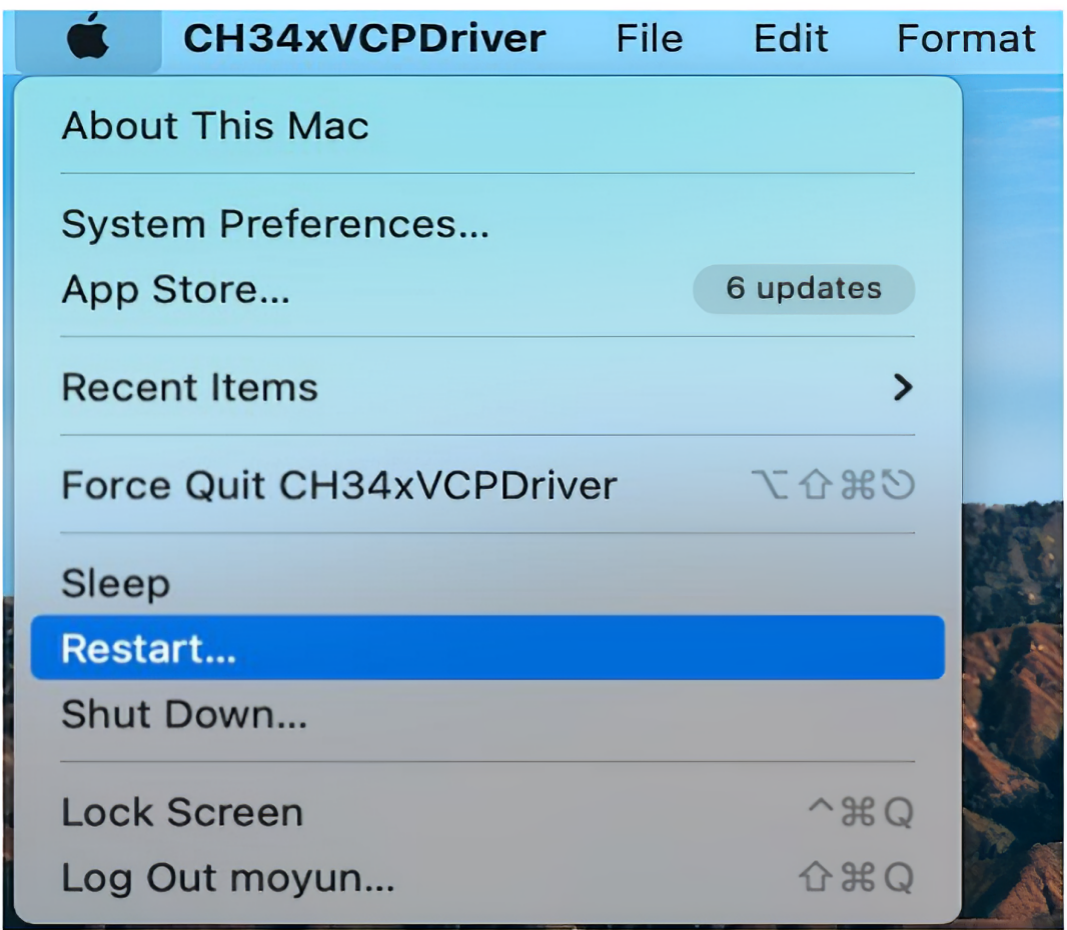 CH34xVCPDriver File Edit Format
About This Mac
System Preferences...
App Store... 6 updates
Recent Items
Force Quit CH34xVCPDriver ⌥⇧⌘⎋
Sleep
Restart...
Shut Down...
Lock Screen ^⌘Q
Log Out moyun... ⇧⌘Q